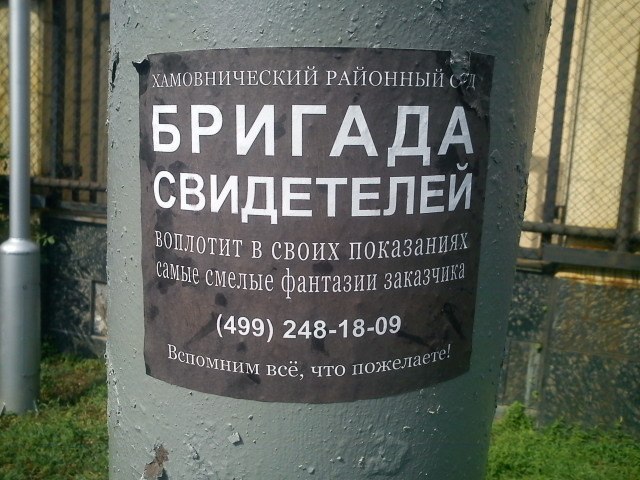 ХАМОВНИЧЕСКИЙ РАЙОННЫЙ СУД
БРИГАДА
СВИДЕТЕЛЕЙ
воплотит в своих показаниях
самые смелые фантазии заказчика
(499) 248-18-09
Вспомним всё, что пожелаете!